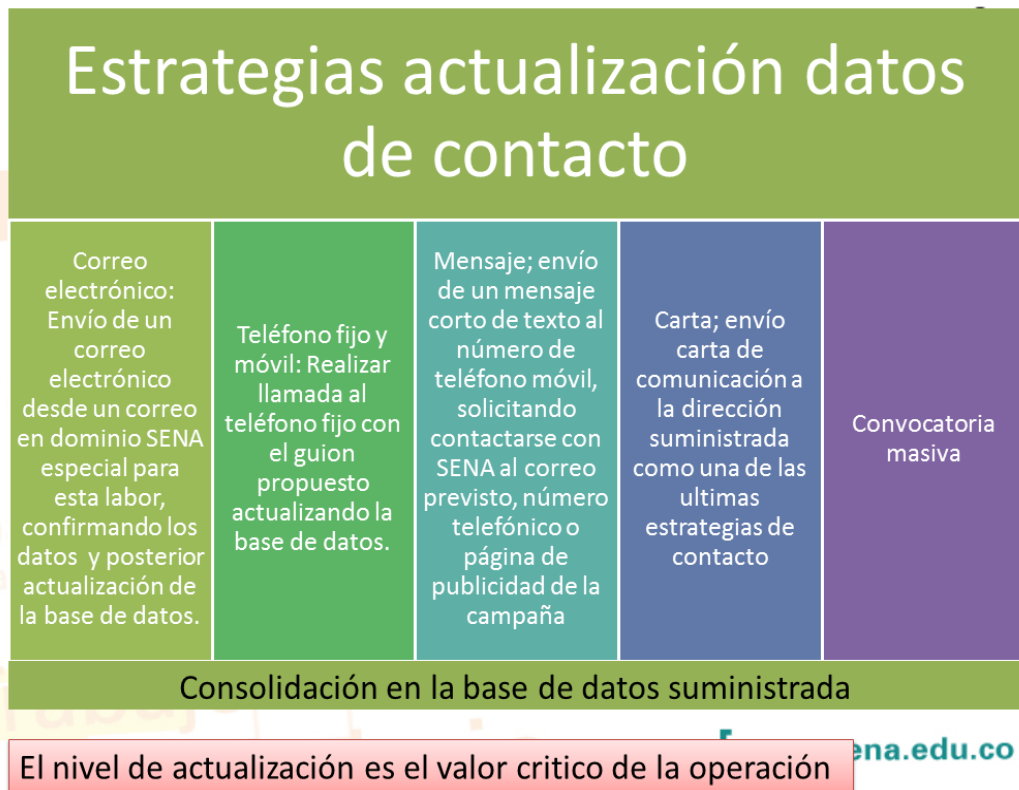 Estrategias actualización datos
de contacto
Correo
electrónico:
Envío de un
correo
electrónico
desde un correo
en dominio SENA
especial para
esta labor,
confirmando los
datos y posterior
actualización de
la base de datos.
Teléfono fijo y
móvil: Realizar
llamada al
teléfono fijo con
el guion
propuesto
actualizando la
base de datos.
Mensaje; envío
de un mensaje
corto de texto al
número de
teléfono móvil,
solicitando
contactarse con
SENA al correo
previsto, número
telefónico o
página de
publicidad de la
campaña
Carta; envío
carta de
comunicación a
la dirección
suministrada
como una de las
ultimas
estrategias de
contacto
Convocatoria
masiva
Consolidación en la base de datos suministrada
ena.edu.co
El nivel de actualización es el valor critico de la operación